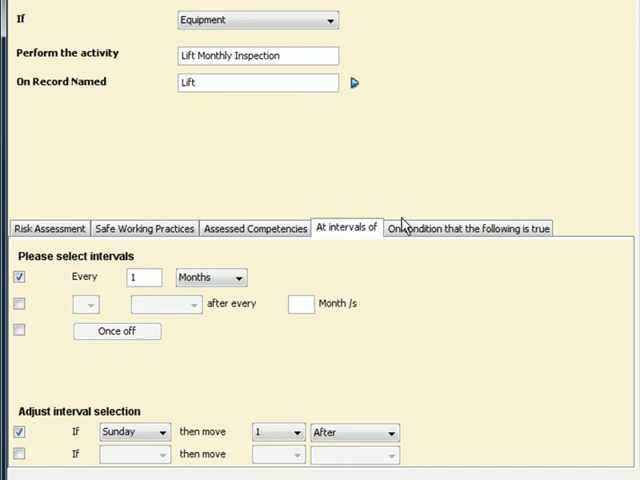 If Equipment
Perform the activity Lift Monthly Inspection
On Record Named Lift
Risk Assessment Safe Working Practices Assessed Competencies At intervals of On condition that the following is true
Please select intervals
Every 1 Months
after every Month /s
Once off
Adjust interval selection
If Sunday then move 1 After
If then move